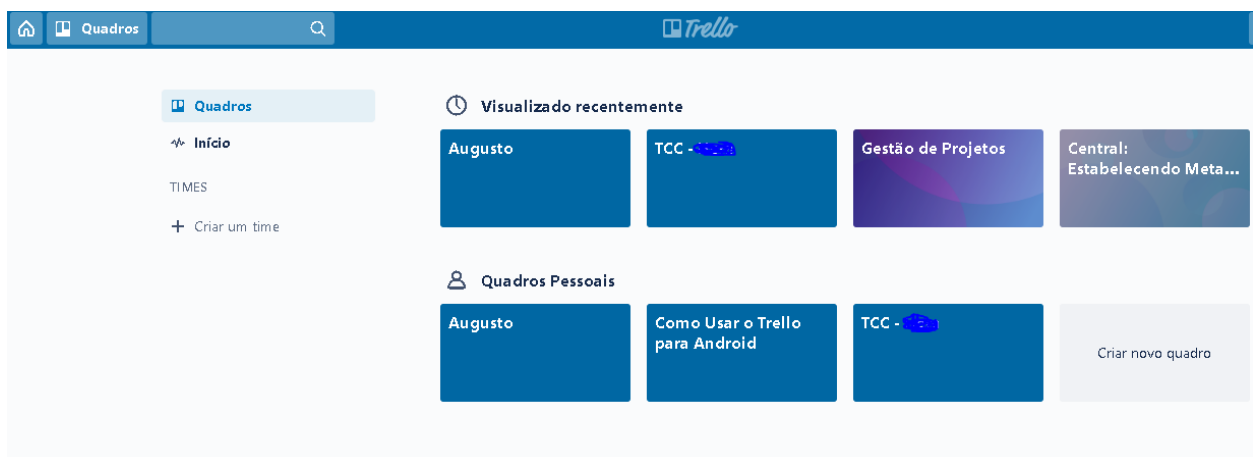 Quadros
Trello
Quadros
Início
TIMES
+ Criar um time
Visualizado recentemente
Augusto
TCC -
Gestão de Projetos
Central:
Estabelecendo Meta...
Quadros Pessoais
Augusto
Como Usar o Trello
para Android
TCC -
Criar novo quadro